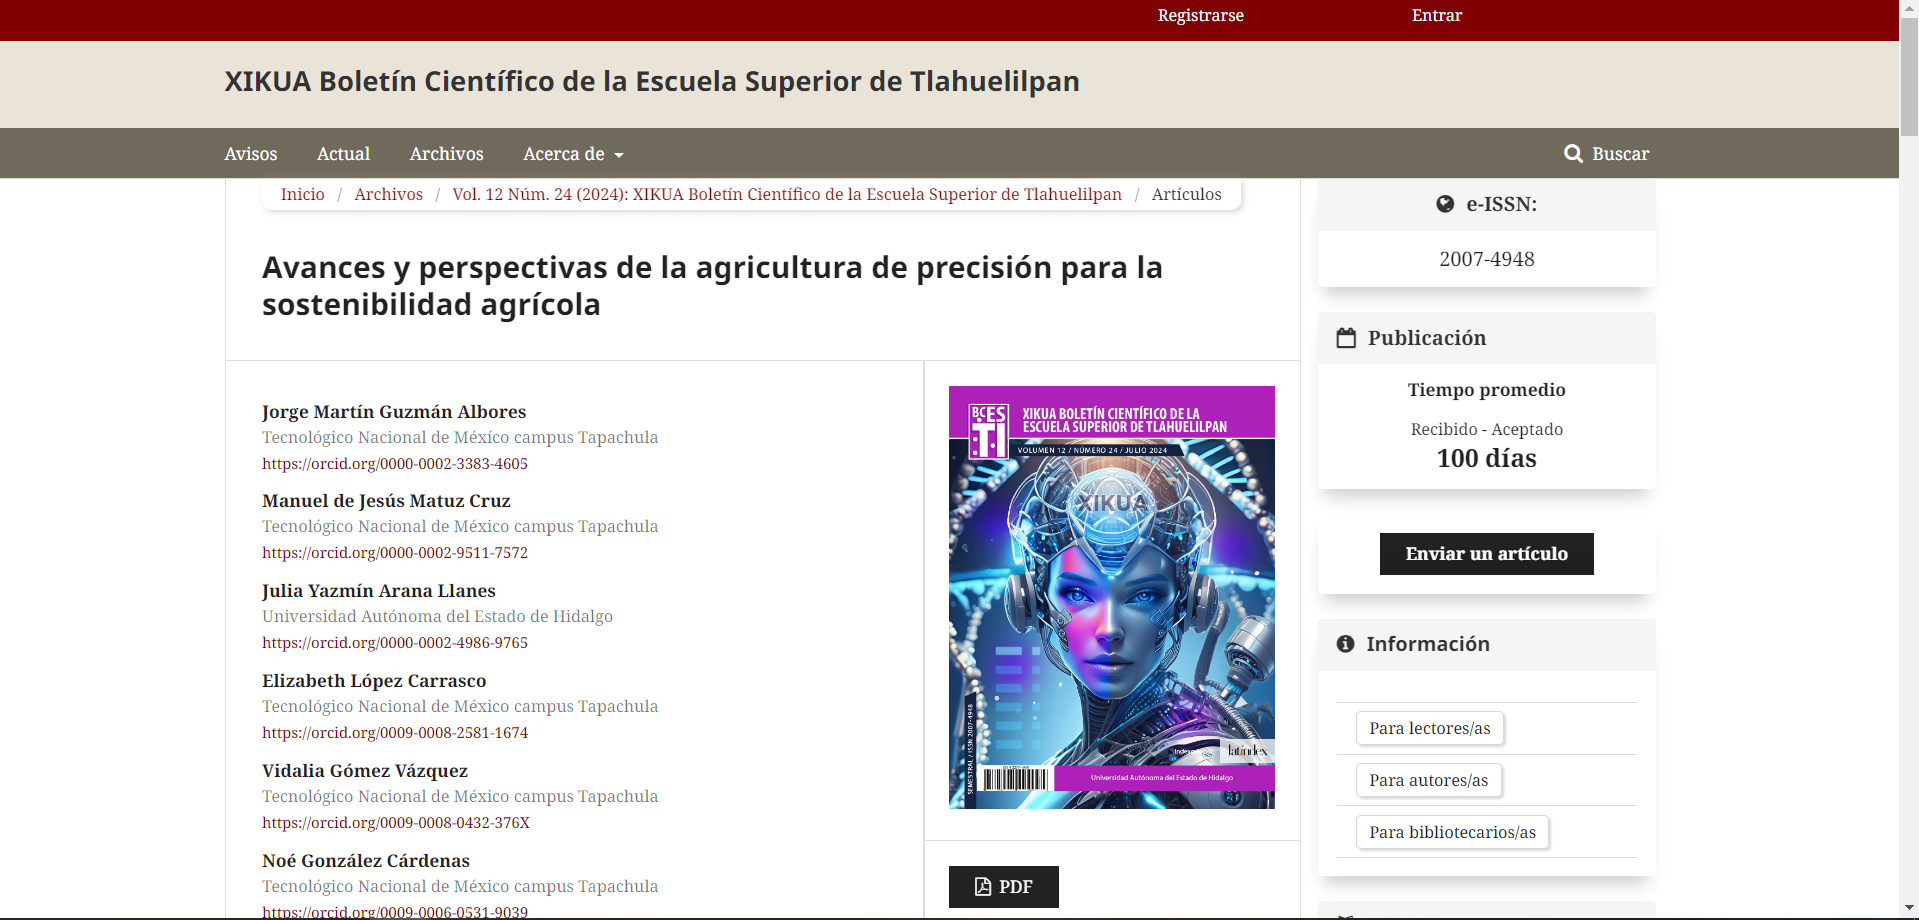 Registrarse
Entrar
XIKUA Boletín Científico de la Escuela Superior de Tlahuelilpan
Avisos
Actual
Archivos
Acerca de
Buscar
Inicio / Archivos / Vol. 12 Núm. 24 (2024): XIKUA Boletín Científico de la Escuela Superior de Tlahuelilpan / Artículos
Avances y perspectivas de la agricultura de precisión para la
sostenibilidad agrícola
Jorge Martín Guzmán Albores
Tecnológico Nacional de Méxíco campus Tapachula
https://orcid.org/0000-0002-3383-4605
Manuel de Jesús Matuz Cruz
Tecnológico Nacional de México campus Tapachula
https://orcid.org/0000-0002-9511-7572
Julia Yazmín Arana Llanes
Universidad Autónoma del Estado de Hidalgo
https://orcid.org/0000-0002-4986-9765
Elizabeth López Carrasco
Tecnológico Nacional de México campus Tapachula
https://orcid.org/0009-0008-2581-1674
Vidalia Gómez Vázquez
Tecnológico Nacional de México campus Tapachula
https://orcid.org/0009-0008-0432-376X
Noé González Cárdenas
Tecnológico Nacional de México campus Tapachula
https://orcid.org/0009-0006-0531-9039
BCES
TI
XIKUA BOLETÍN CIENTÍFICO DE LA
ESCUELA SUPERIOR DE TLAHUELILPAN
VOLUMEN 12 / NÚMERO 24 / JULIO 2024
XIKUA
SEMESTRAL / ISSN 2007-4948
latindex
Universidad Autónoma del Estado de Hidalgo
PDF
e-ISSN:
2007-4948
Publicación
Tiempo promedio
Recibido - Aceptado
100 días
Enviar un artículo
Información
Para lectores/as
Para autores/as
Para bibliotecarios/as